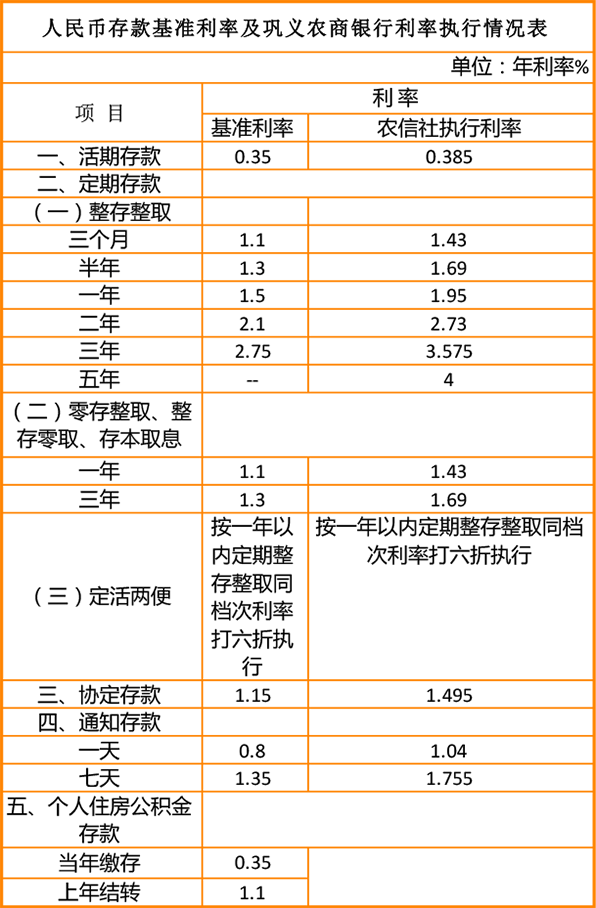 人民币存款基准利率及巩义农商银行利率执行情况表
单位：年利率%
项 目
利 率
基准利率 农信社执行利率
一、活期存款 0.35 0.385
二、定期存款
（一）整存整取
三个月 1.1 1.43
半年 1.3 1.69
一年 1.5 1.95
二年 2.1 2.73
三年 2.75 3.575
五年 -- 4
（二）零存整取、整
存零取、存本取息
一年 1.1 1.43
三年 1.3 1.69
（三）定活两便
按一年以
内定期整
存整取同
档次利率
打六折执
行
按一年以内定期整存整取同档
次利率打六折执行
三、协定存款 1.15 1.495
四、通知存款
一天 0.8 1.04
七天 1.35 1.755
五、个人住房公积金
存款
当年缴存 0.35
上年结转 1.1